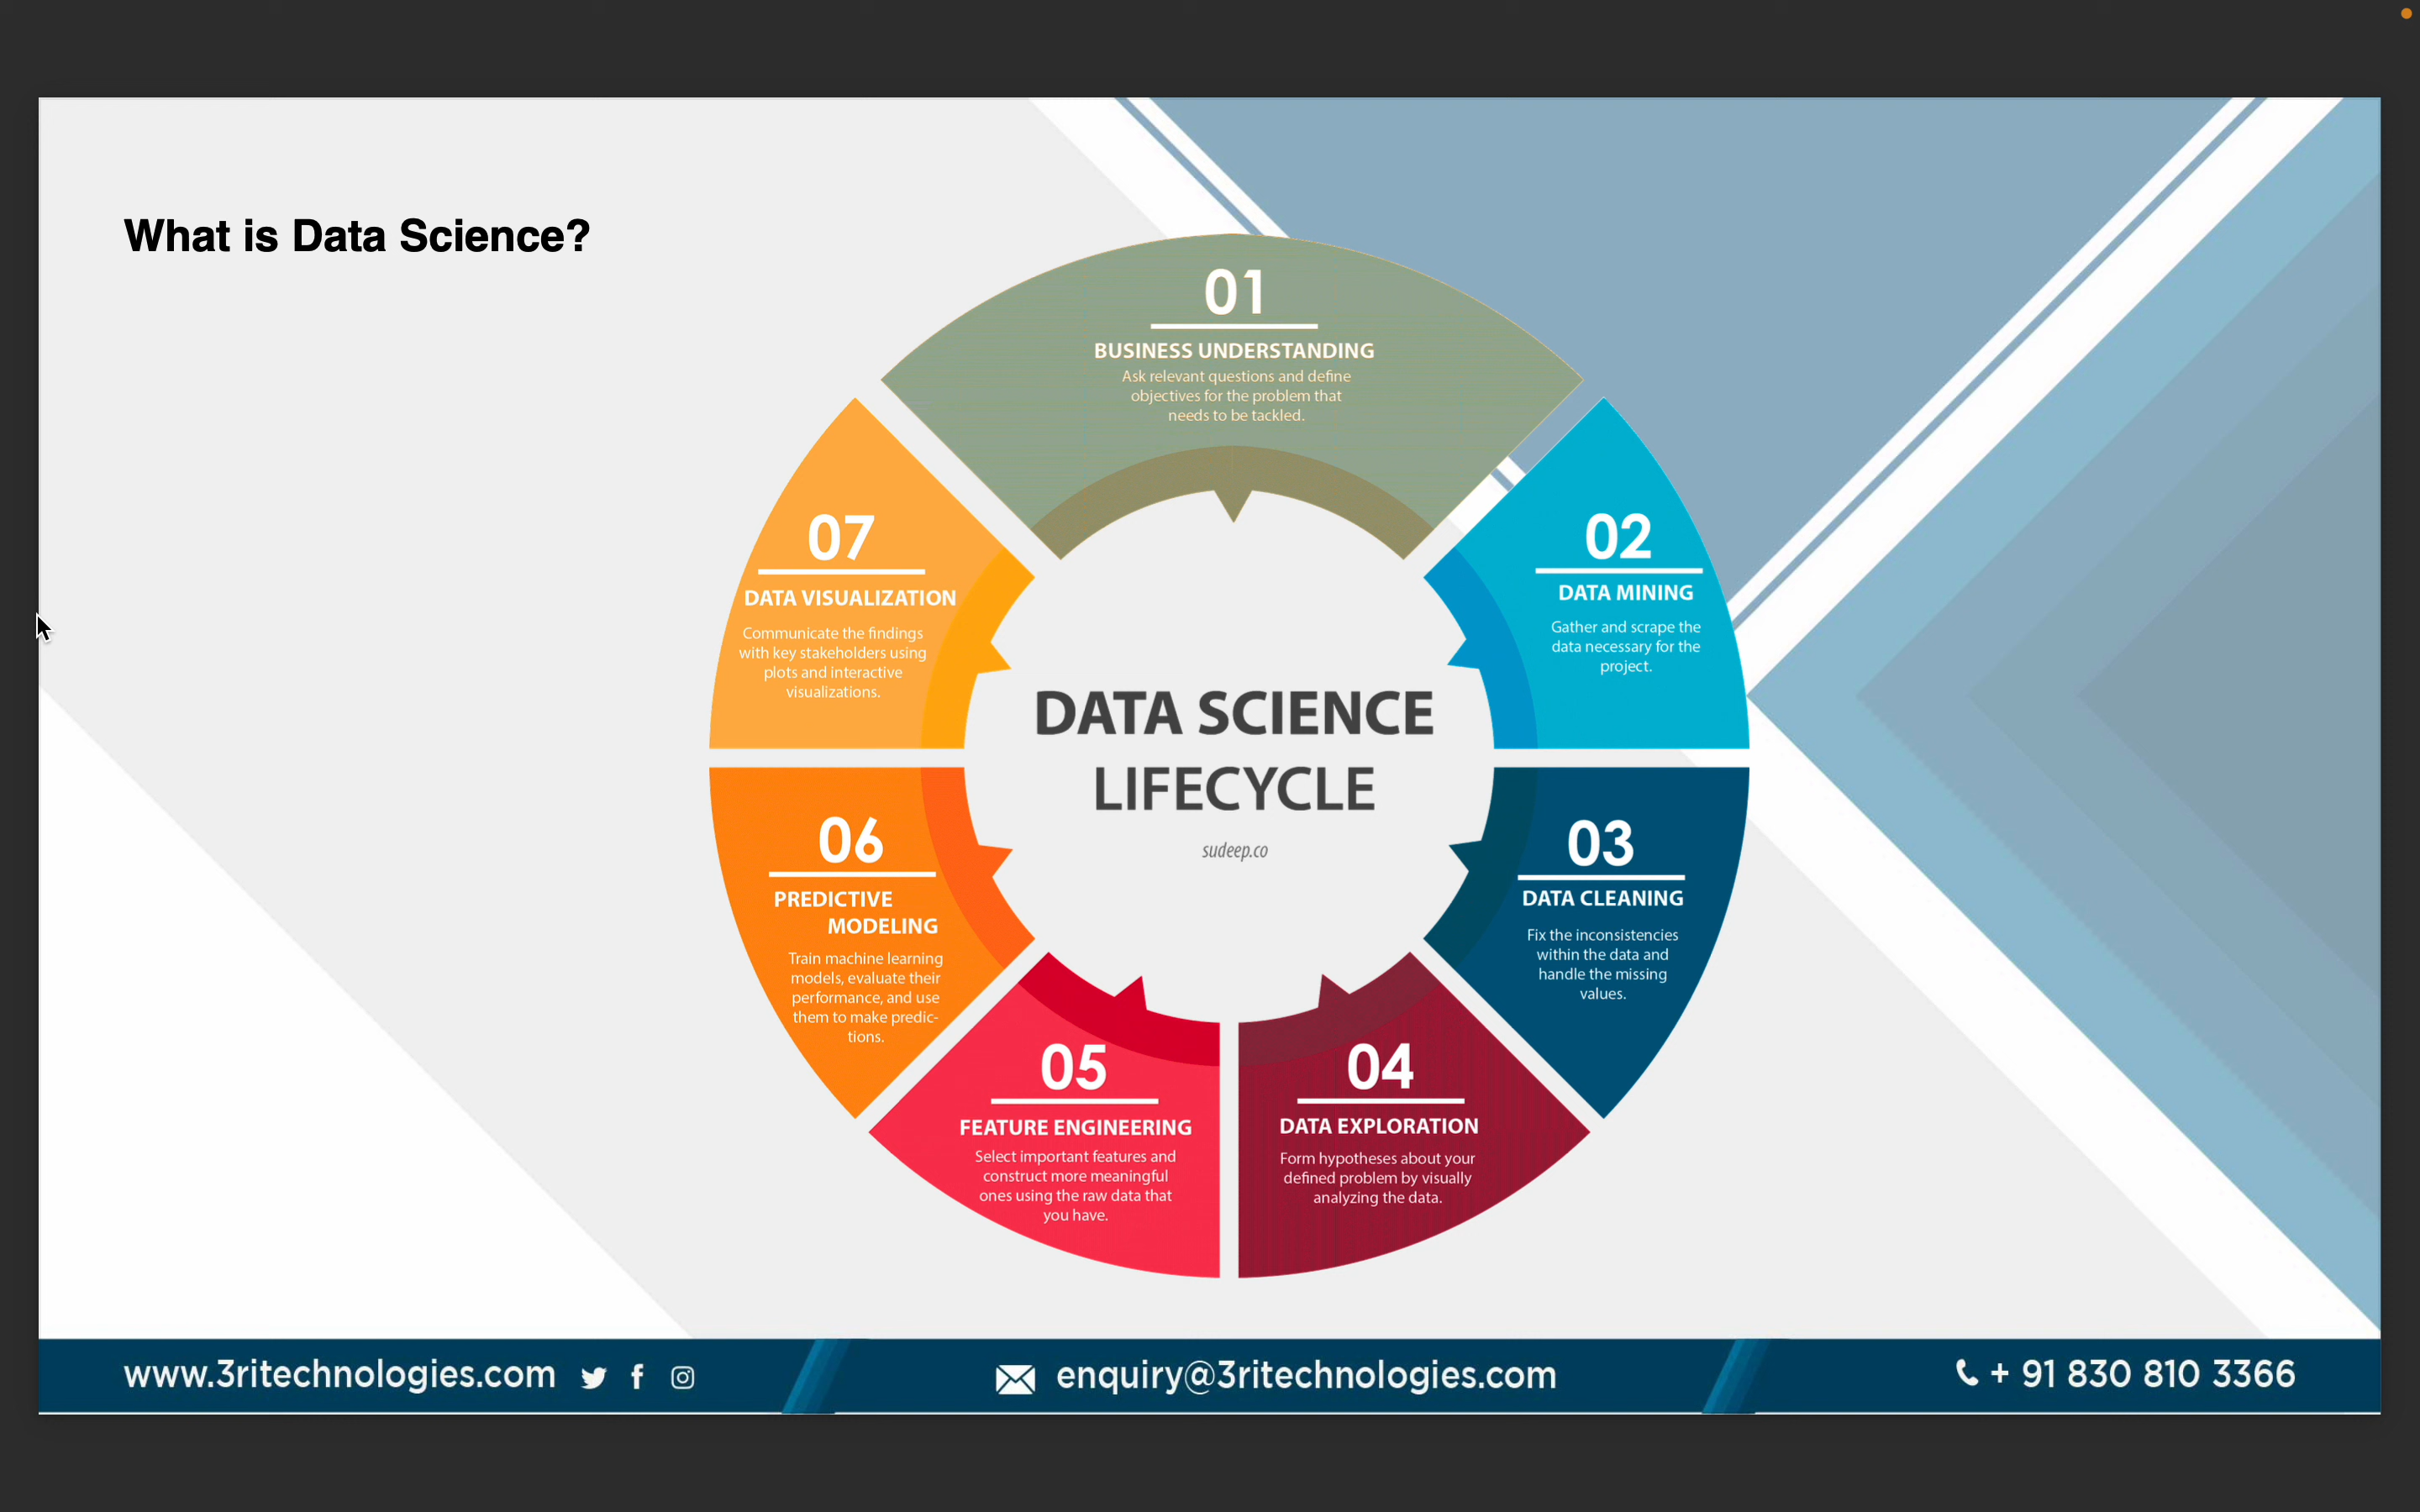 What is Data Science?
01
BUSINESS UNDERSTANDING
Ask relevant questions and define
objectives for the problem that
needs to be tackled.
02
DATA MINING
Gather and scrape the
data necessary for the
project.
03
DATA CLEANING
Fix the inconsistencies
within the data and
handle the missing
values.
04
DATA EXPLORATION
Form hypotheses about your
defined problem by visually
analyzing the data.
05
FEATURE ENGINEERING
Select important features and
construct more meaningful
ones using the raw data that
you have.
06
PREDICTIVE
MODELING
Train machine learning
models, evaluate their
performance, and use
them to make predic-
tions.
07
DATA VISUALIZATION
Communicate the findings
with key stakeholders using
plots and interactive
visualizations.
DATA SCIENCE
LIFECYCLE
sudeep.co
www.3ritechnologies.com
enquiry@3ritechnologies.com
+ 91 830 810 3366